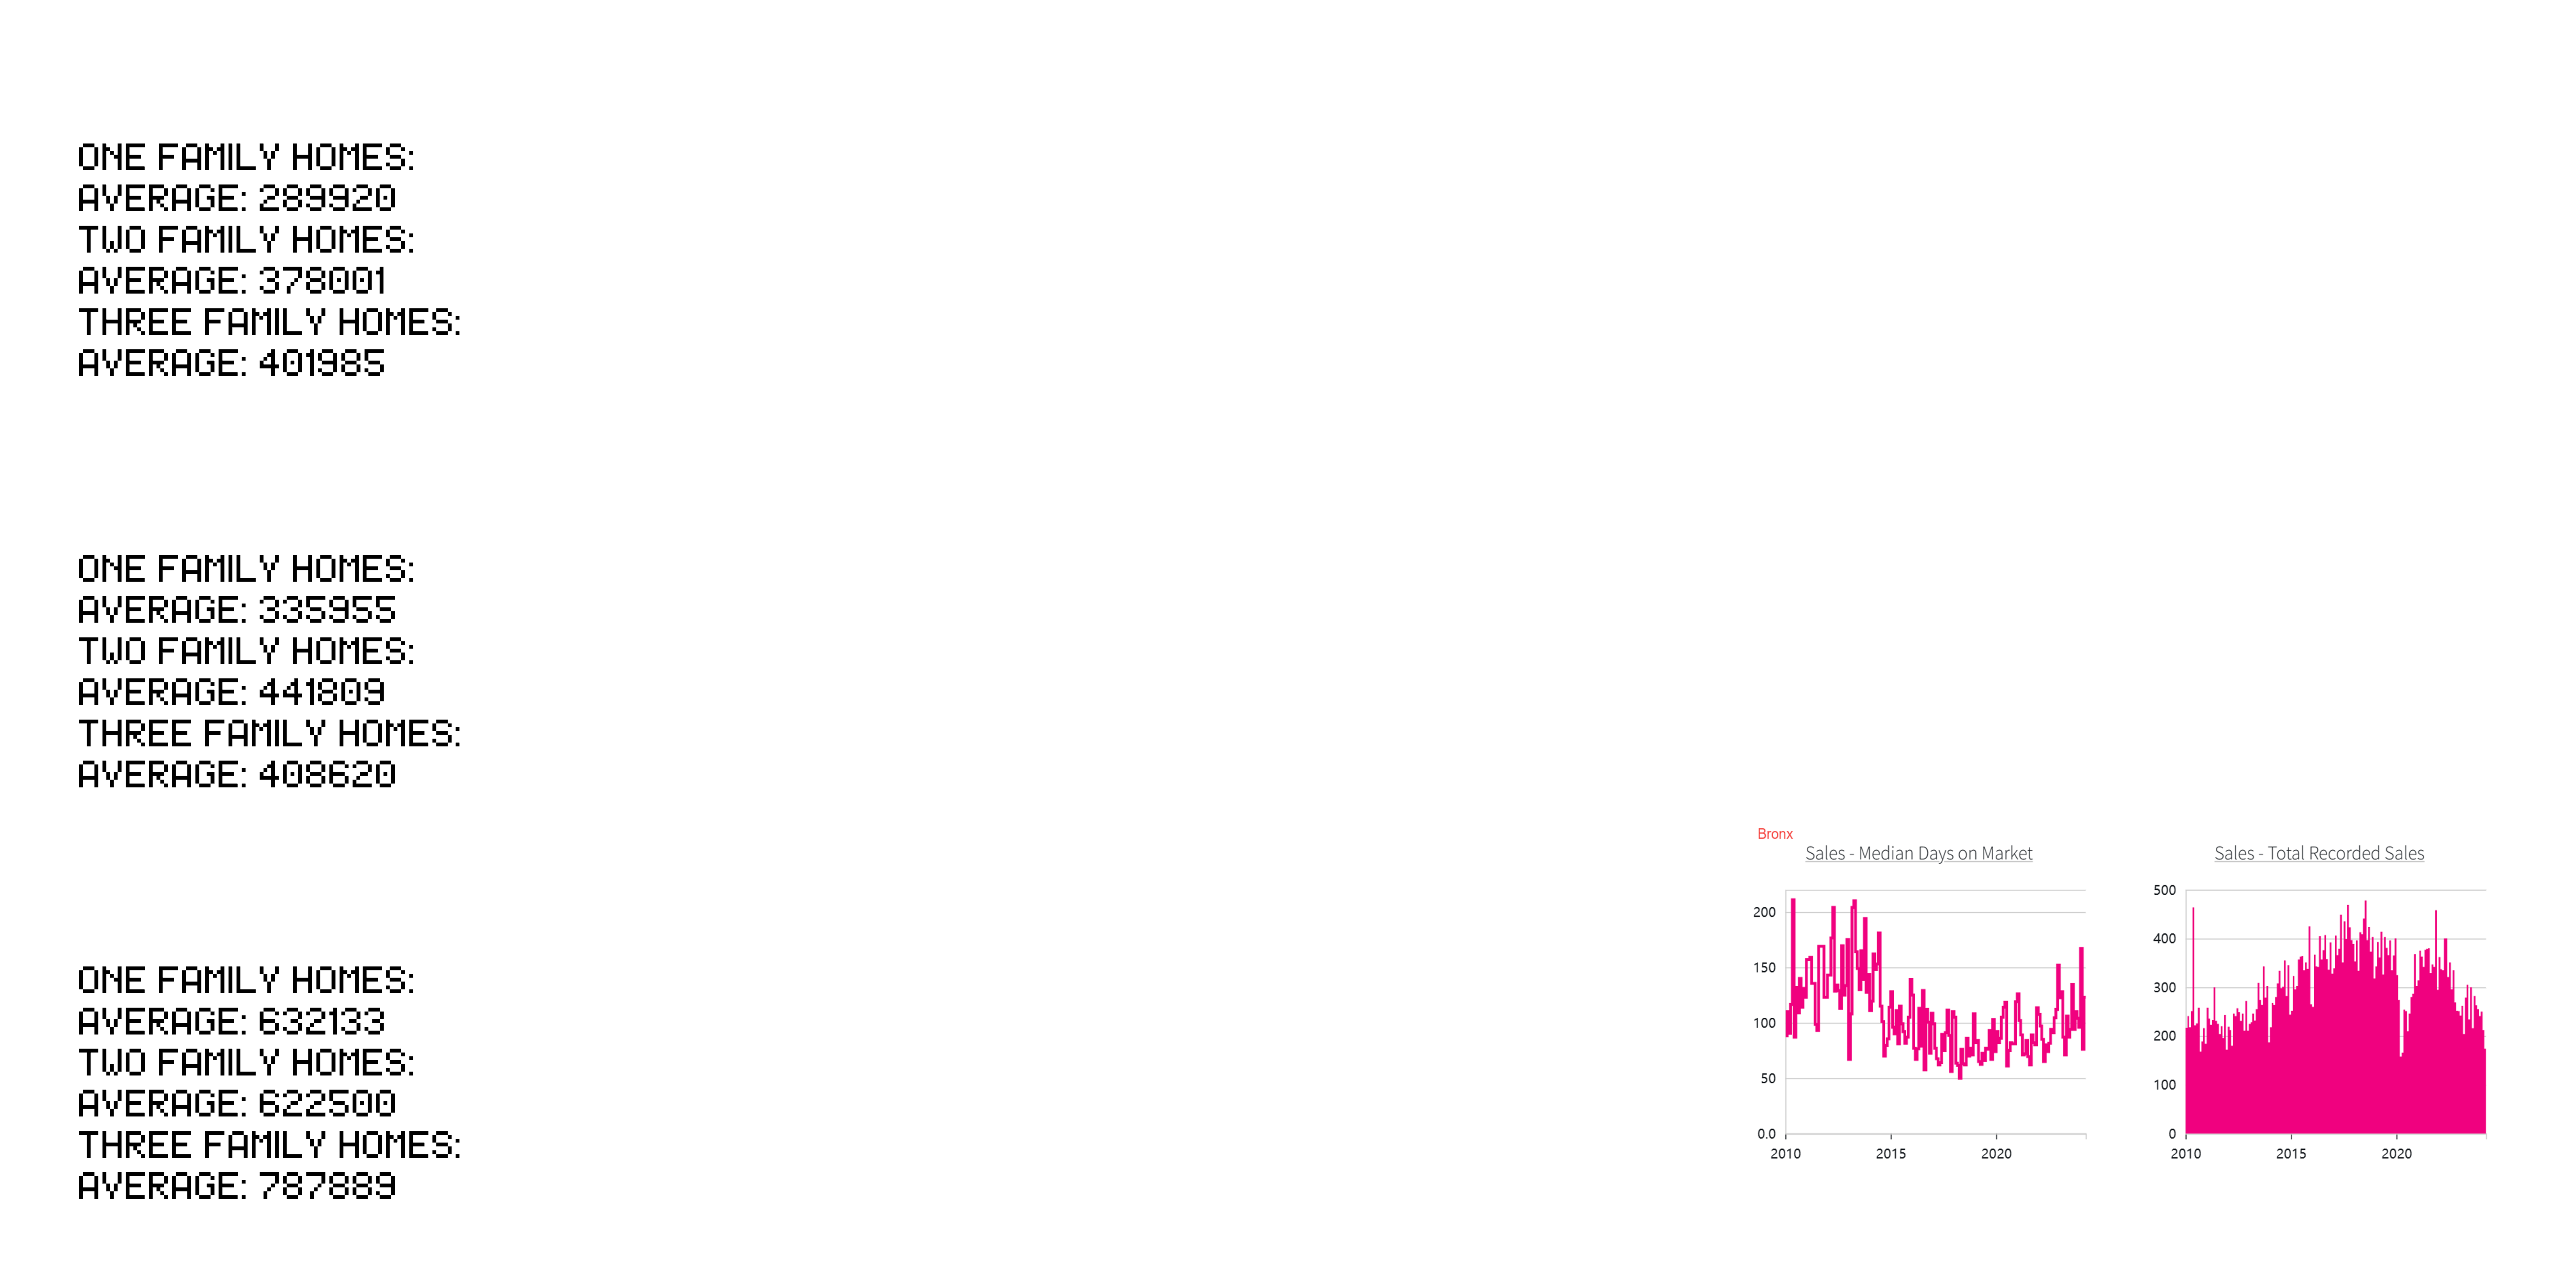 ONE FAMILY HOMES:
AVERAGE: 289920
TWO FAMILY HOMES:
AVERAGE: 378001
THREE FAMILY HOMES:
AVERAGE: 401985
ONE FAMILY HOMES:
AVERAGE: 335955
TWO FAMILY HOMES:
AVERAGE: 441809
THREE FAMILY HOMES:
AVERAGE: 408620
ONE FAMILY HOMES:
AVERAGE: 632133
TWO FAMILY HOMES:
AVERAGE: 622500
THREE FAMILY HOMES:
AVERAGE: 787889
Bronx
Sales - Median Days on Market
200
150
100
50
0.0
2010 2015 2020
Sales - Total Recorded Sales
500
400
300
200
100
0
2010 2015 2020